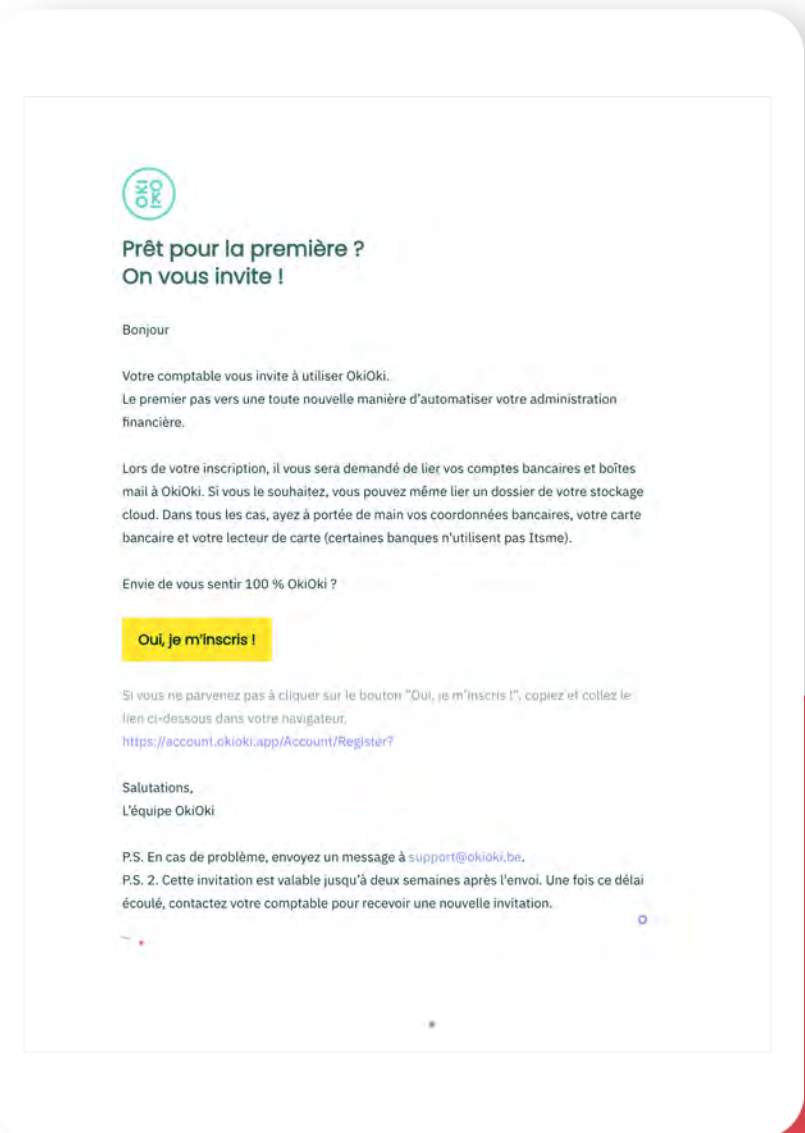 OKI
OKI
Prêt pour la première ?
On vous invite !
Bonjour
Votre comptable vous invite à utiliser OkiOki.
Le premier pas vers une toute nouvelle manière d'automatiser votre administration
financière.
Lors de votre inscription, il vous sera demandé de lier vos comptes bancaires et boîtes
mail à OkiOki. Si vous le souhaitez, vous pouvez même lier un dossier de votre stockage
cloud. Dans tous les cas, ayez à portée de main vos coordonnées bancaires, votre carte
bancaire et votre lecteur de carte (certaines banques n'utilisent pas Itsme).
Envie de vous sentir 100 % OkiOki ?
Oui, je m'inscris !
Si vous ne parvenez pas à cliquer sur le bouton "Oui, je m'inscris !", copiez et collez le
lien ci-dessous dans votre navigateur.
https://account.okioki.app/Account/Register?
Salutations,
L'équipe OkiOki
P.S. En cas de problème, envoyez un message à support@okioki.be.
P.S. 2. Cette invitation est valable jusqu'à deux semaines après l'envoi. Une fois ce délai
écoulé, contactez votre comptable pour recevoir une nouvelle invitation.